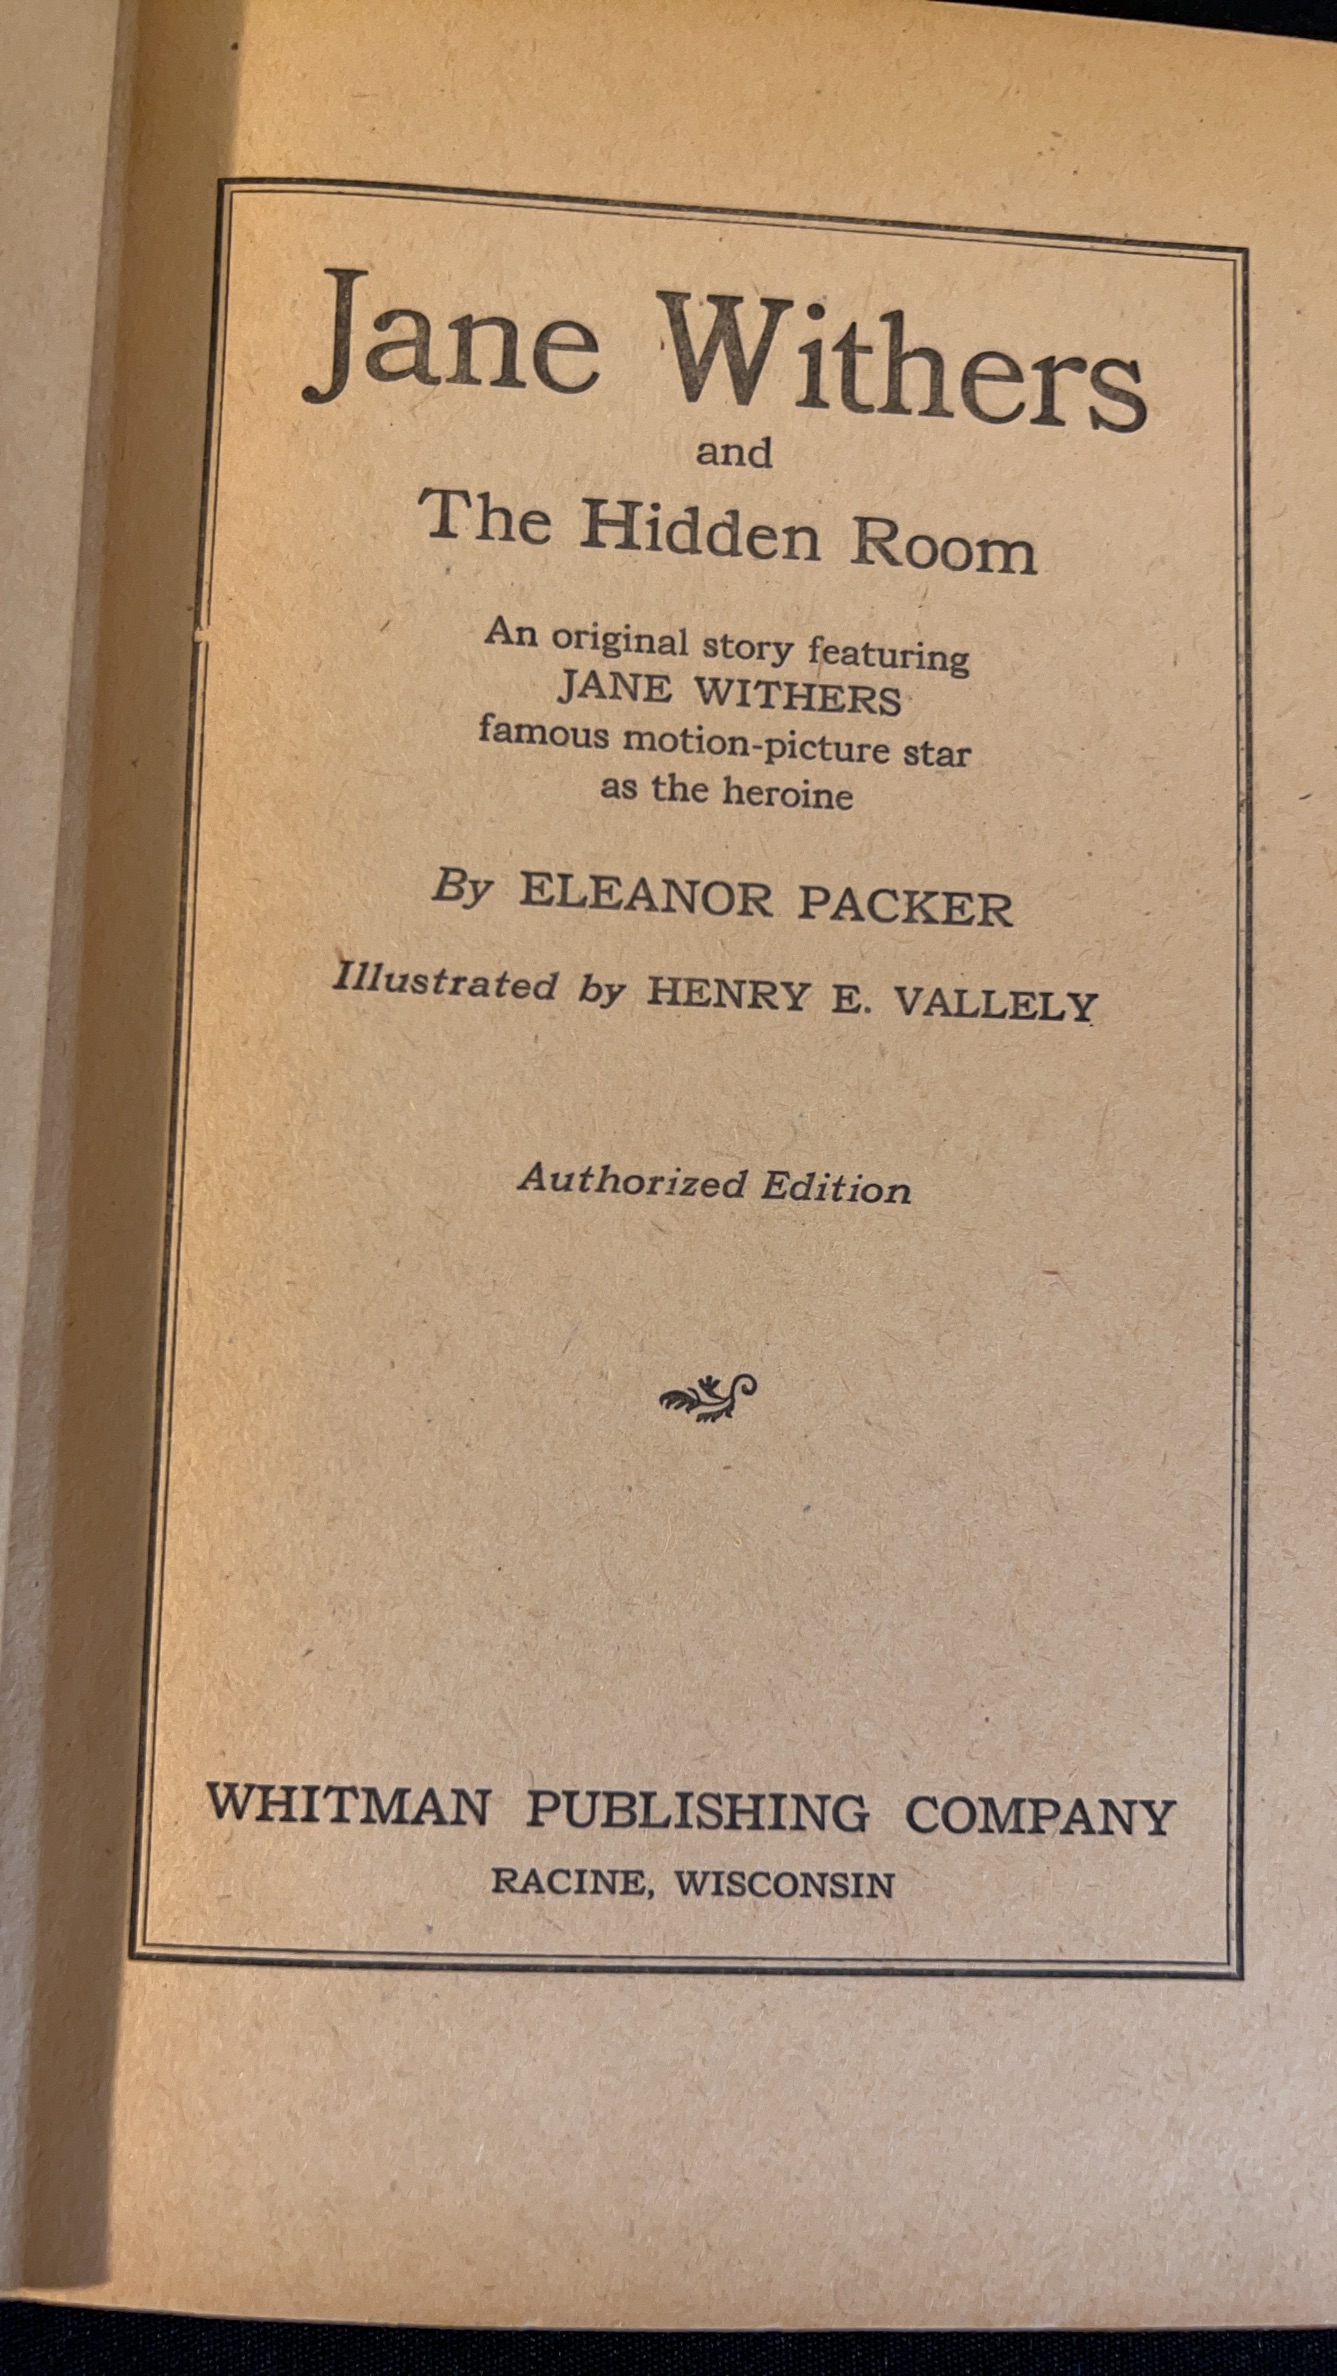 Jane Withers
and
The Hidden Room
An original story featuring
JANE WITHERS
famous motion-picture star
as the heroine
By ELEANOR PACKER
Illustrated by HENRY E. VALLELY
Authorized Edition
WHITMAN PUBLISHING COMPANY
RACINE, WISCONSIN